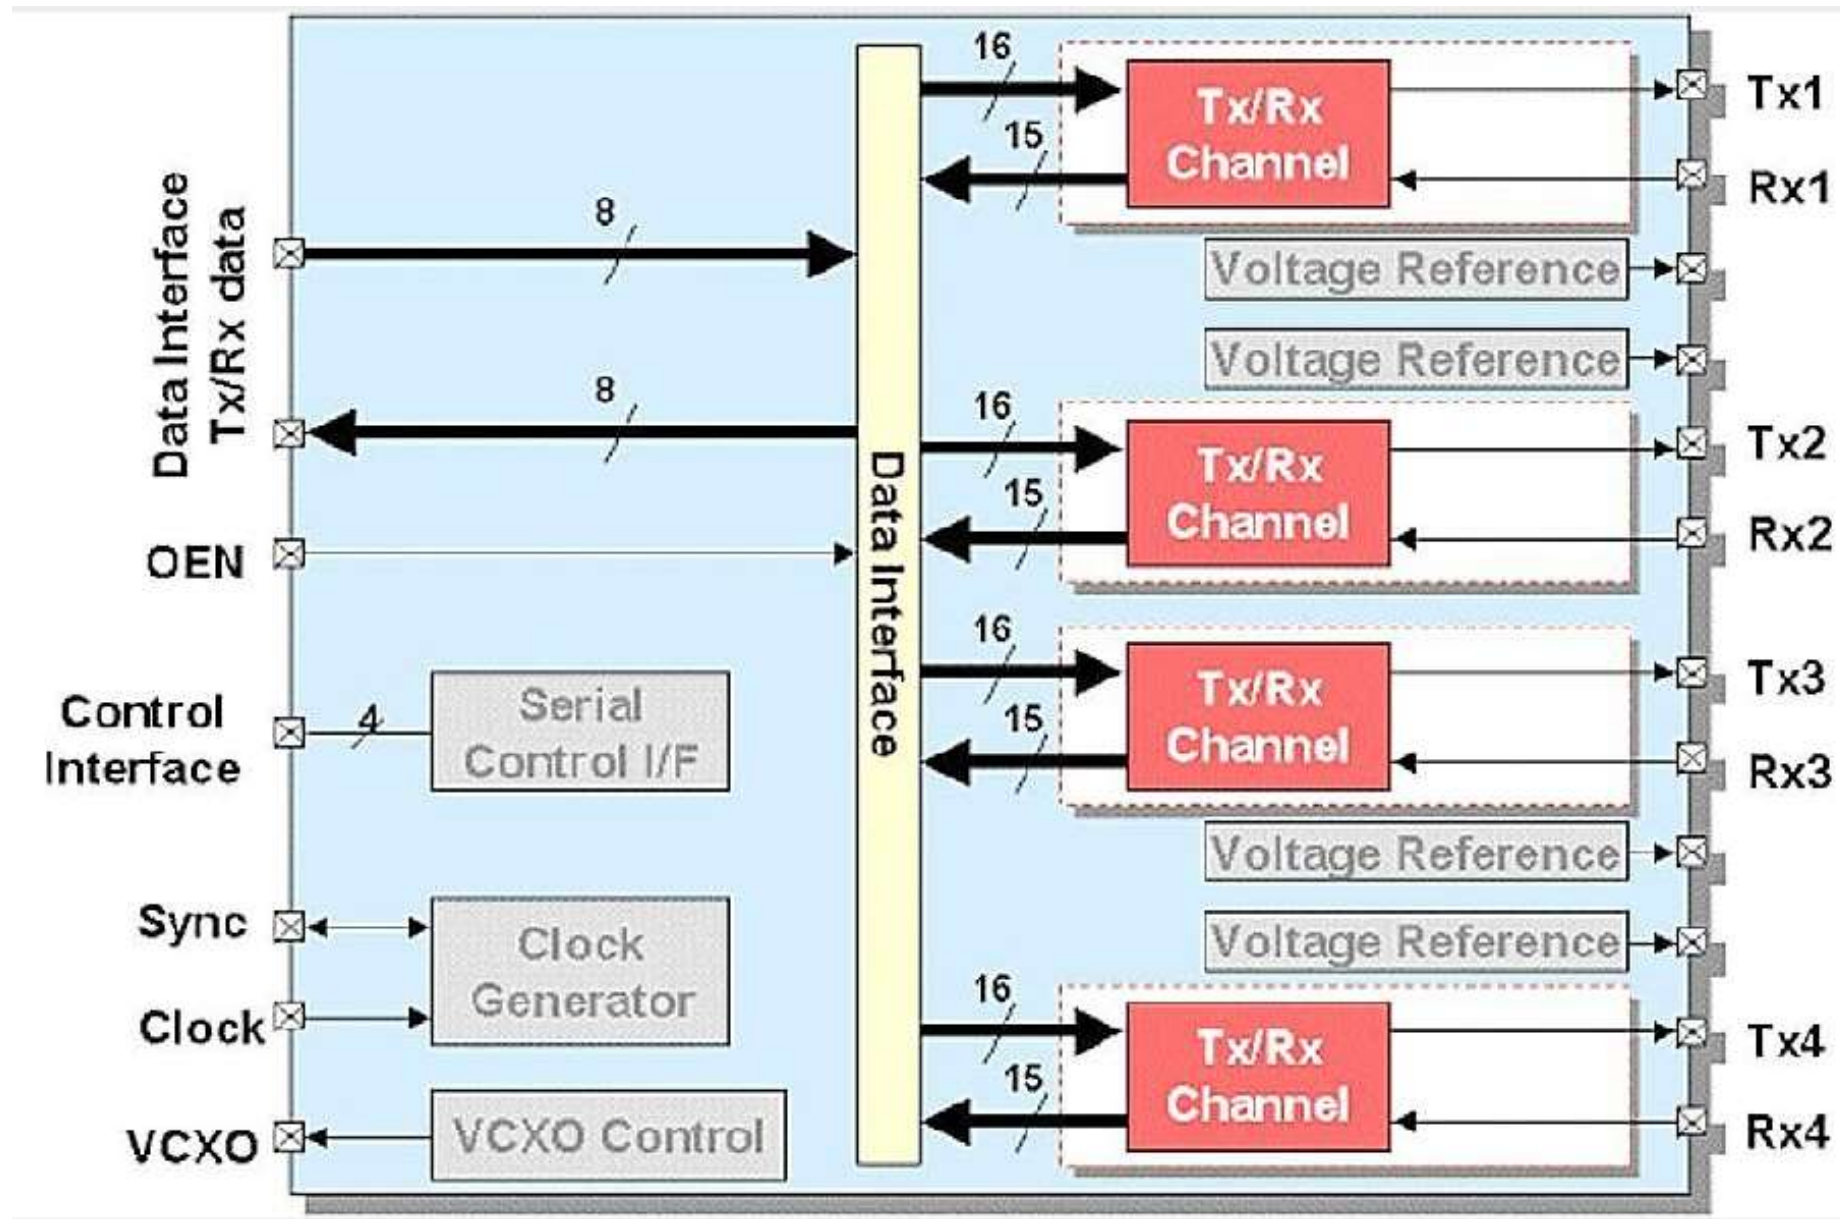 Data Interface
Tx/Rx data
OEN
Control
Interface
Sync
Clock
VCXO
8
8
4
Serial
Control I/F
Clock
Generator
VCXO Control
Data Interface
16
15
Tx/Rx
Channel
Tx1
Rx1
Voltage Reference
Voltage Reference
16
15
Tx/Rx
Channel
Tx2
Rx2
16
15
Tx/Rx
Channel
Tx3
Rx3
Voltage Reference
Voltage Reference
16
15
Tx/Rx
Channel
Tx4
Rx4